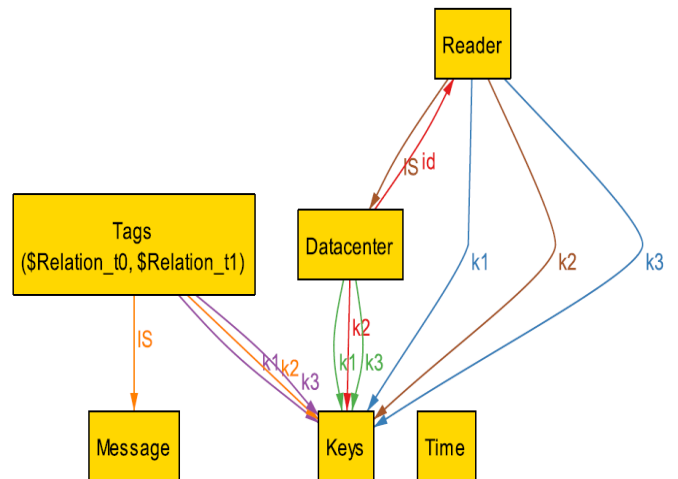 Reader
IS
id
Tags
($Relation_t0, $Relation_t1)
Datacenter
k1
k2
k3
IS
k2
k1
k3
k1
k2
k3
Message
Keys
Time